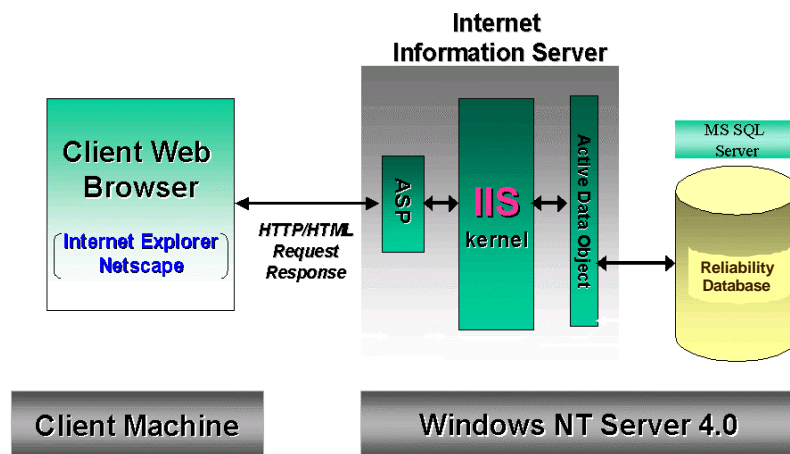 Internet
Information Server
Client Web
Browser
Internet Explorer
Netscape
HTTP/HTML
Request
Response
ASP
IIS
kernel
Active Data Object
MS SQL
Server
Reliability
Database
Client Machine
Windows NT Server 4.0